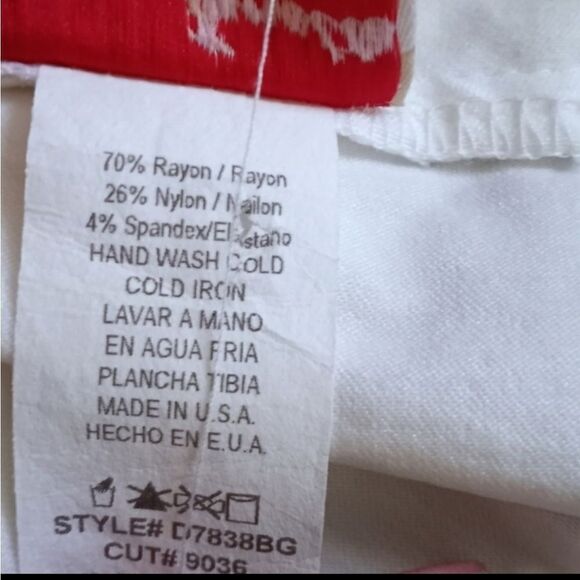 70% Rayon / Rayon
26% Nylon / Nailon
4% Spandex/Elastano
HAND WASH COLD
COLD IRON
LAVAR A MANO
EN AGUA FRIA
PLANCHA TIBIA
MADE IN U.S.A.
HECHO EN E.U.A.
STYLE# D7838BG
CUT# 9036